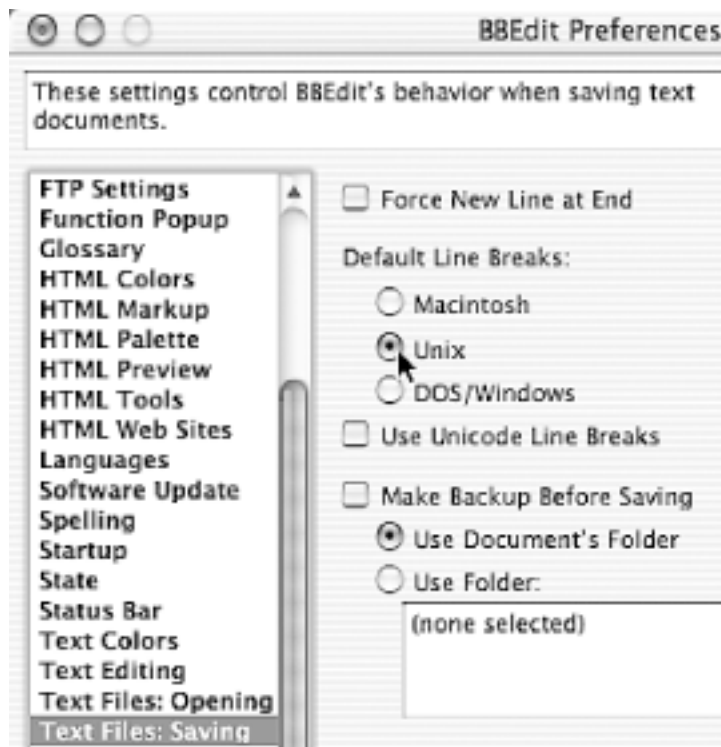 BBEdit Preferences
These settings control BBEdit's behavior when saving text
documents.
FTP Settings
Function Popup
Glossary
HTML Colors
HTML Markup
HTML Palette
HTML Preview
HTML Tools
HTML Web Sites
Languages
Software Update
Spelling
Startup
State
Status Bar
Text Colors
Text Editing
Text Files: Opening
Text Files: Saving
Force New Line at End
Default Line Breaks:
Macintosh
Unix
DOS/Windows
Use Unicode Line Breaks
Make Backup Before Saving
Use Document's Folder
Use Folder:
(none selected)